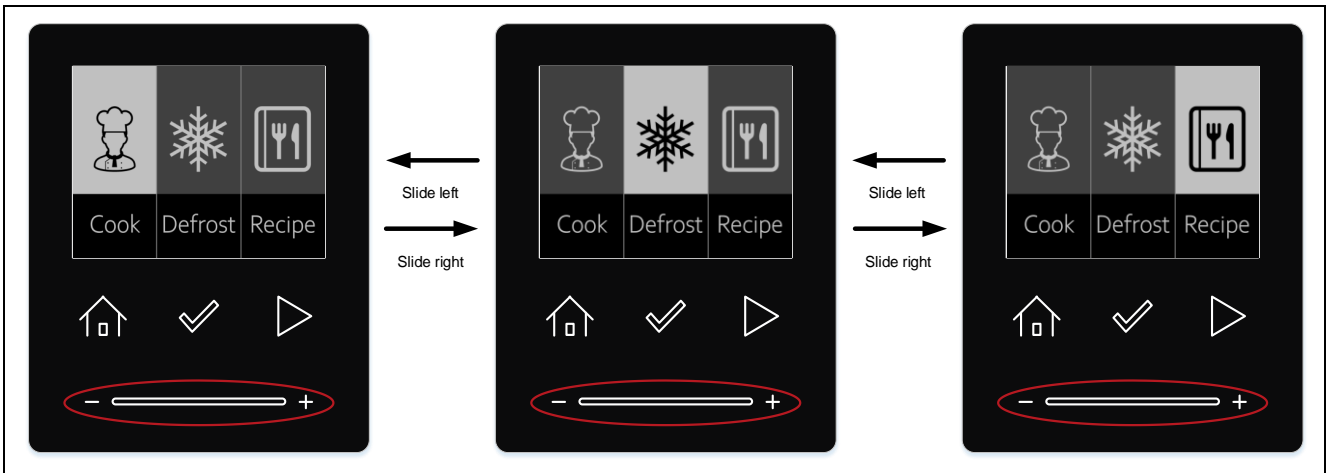 Cook Defrost Recipe
− +
Slide left
Slide right
Cook Defrost Recipe
− +
Slide left
Slide right
Cook Defrost Recipe
− +